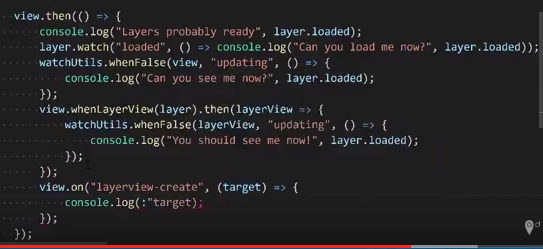 view.then(() => {
console.log("Layers probably ready", layer.loaded);
layer.watch("loaded", () => console.log("Can you load me now?", layer.loaded));
watchUtils.whenFalse(view, "updating", () => {
console.log("Can you see me now?", layer.loaded);
});
view.whenLayerView(layer).then(layerView => {
watchUtils.whenFalse(layerView, "updating", () => {
console.log("You should see me now!", layer.loaded);
});
});
view.on("layerview-create", (target) => {
console.log(:"target);
});
});